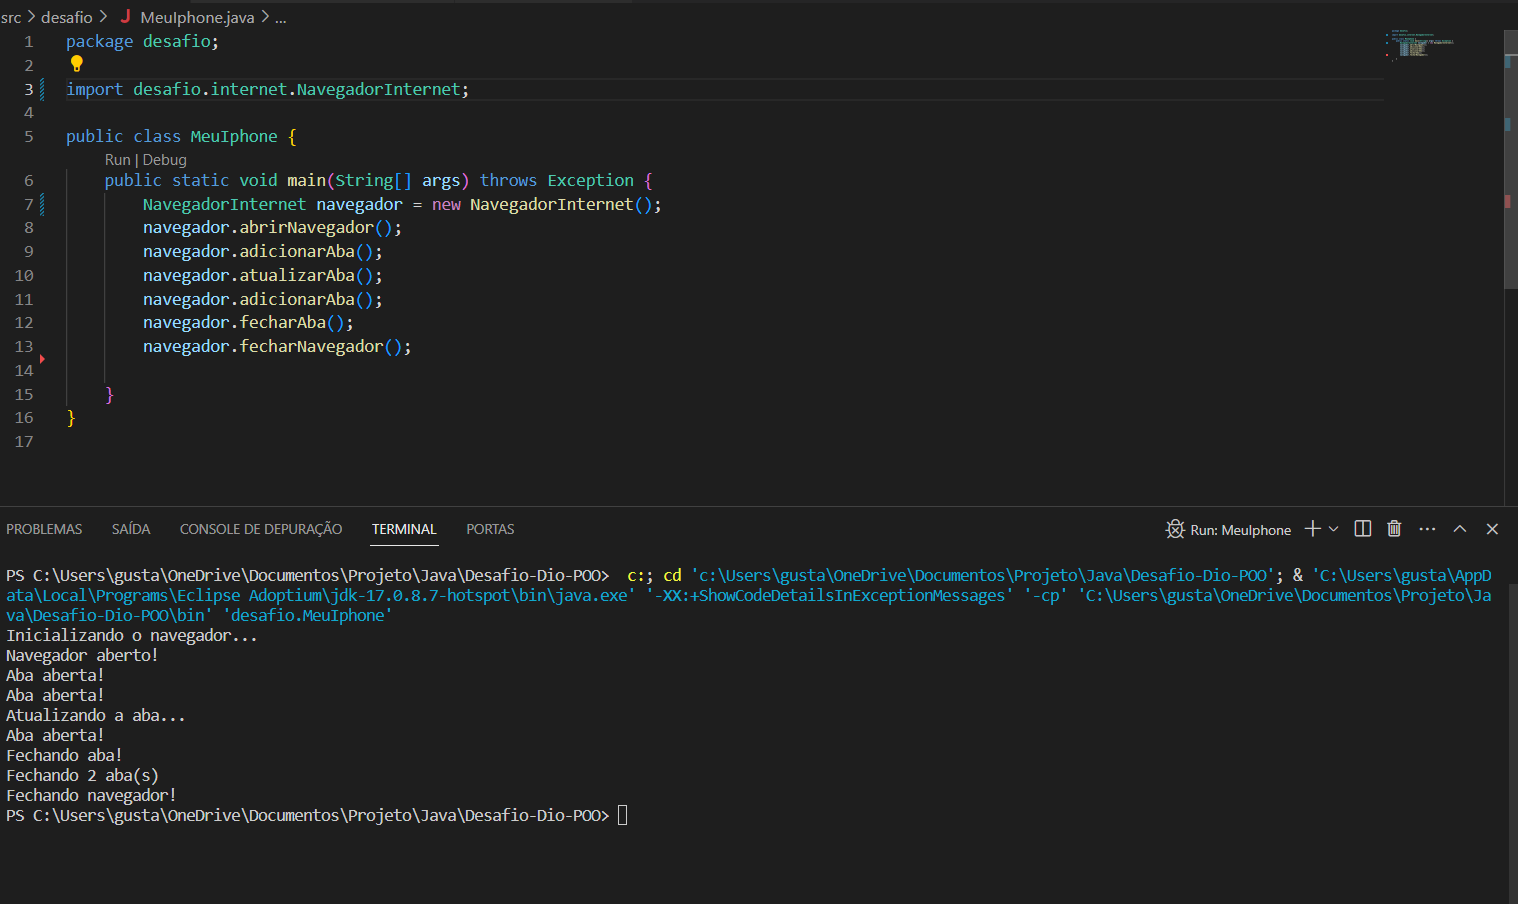 src > desafio > J MeuIphone.java > ...
1 package desafio;
2
3 import desafio.internet.NavegadorInternet;
4
5 public class MeuIphone {
Run | Debug
6 public static void main(String[] args) throws Exception {
7 NavegadorInternet navegador = new NavegadorInternet();
8 navegador.abrirNavegador();
9 navegador.adicionarAba();
10 navegador.atualizarAba();
11 navegador.adicionarAba();
12 navegador.fecharAba();
13 navegador.fecharNavegador();
14
15 }
16 }
17
PROBLEMAS SAÍDA CONSOLE DE DEPURAÇÃO TERMINAL PORTAS Run: MeuIphone
PS C:\Users\gusta\OneDrive\Documentos\Projeto\Java\Desafio-Dio-POO> c:; cd 'c:\Users\gusta\OneDrive\Documentos\Projeto\Java\Desafio-Dio-POO'; & 'C:\Users\gusta\AppD
ata\Local\Programs\Eclipse Adoptium\jdk-17.0.8.7-hotspot\bin\java.exe' '-XX:+ShowCodeDetailsInExceptionMessages' '-cp' 'C:\Users\gusta\OneDrive\Documentos\Projeto\Ja
va\Desafio-Dio-POO\bin' 'desafio.MeuIphone'
Inicializando o navegador...
Navegador aberto!
Aba aberta!
Aba aberta!
Atualizando a aba...
Aba aberta!
Fechando aba!
Fechando 2 aba(s)
Fechando navegador!
PS C:\Users\gusta\OneDrive\Documentos\Projeto\Java\Desafio-Dio-POO>